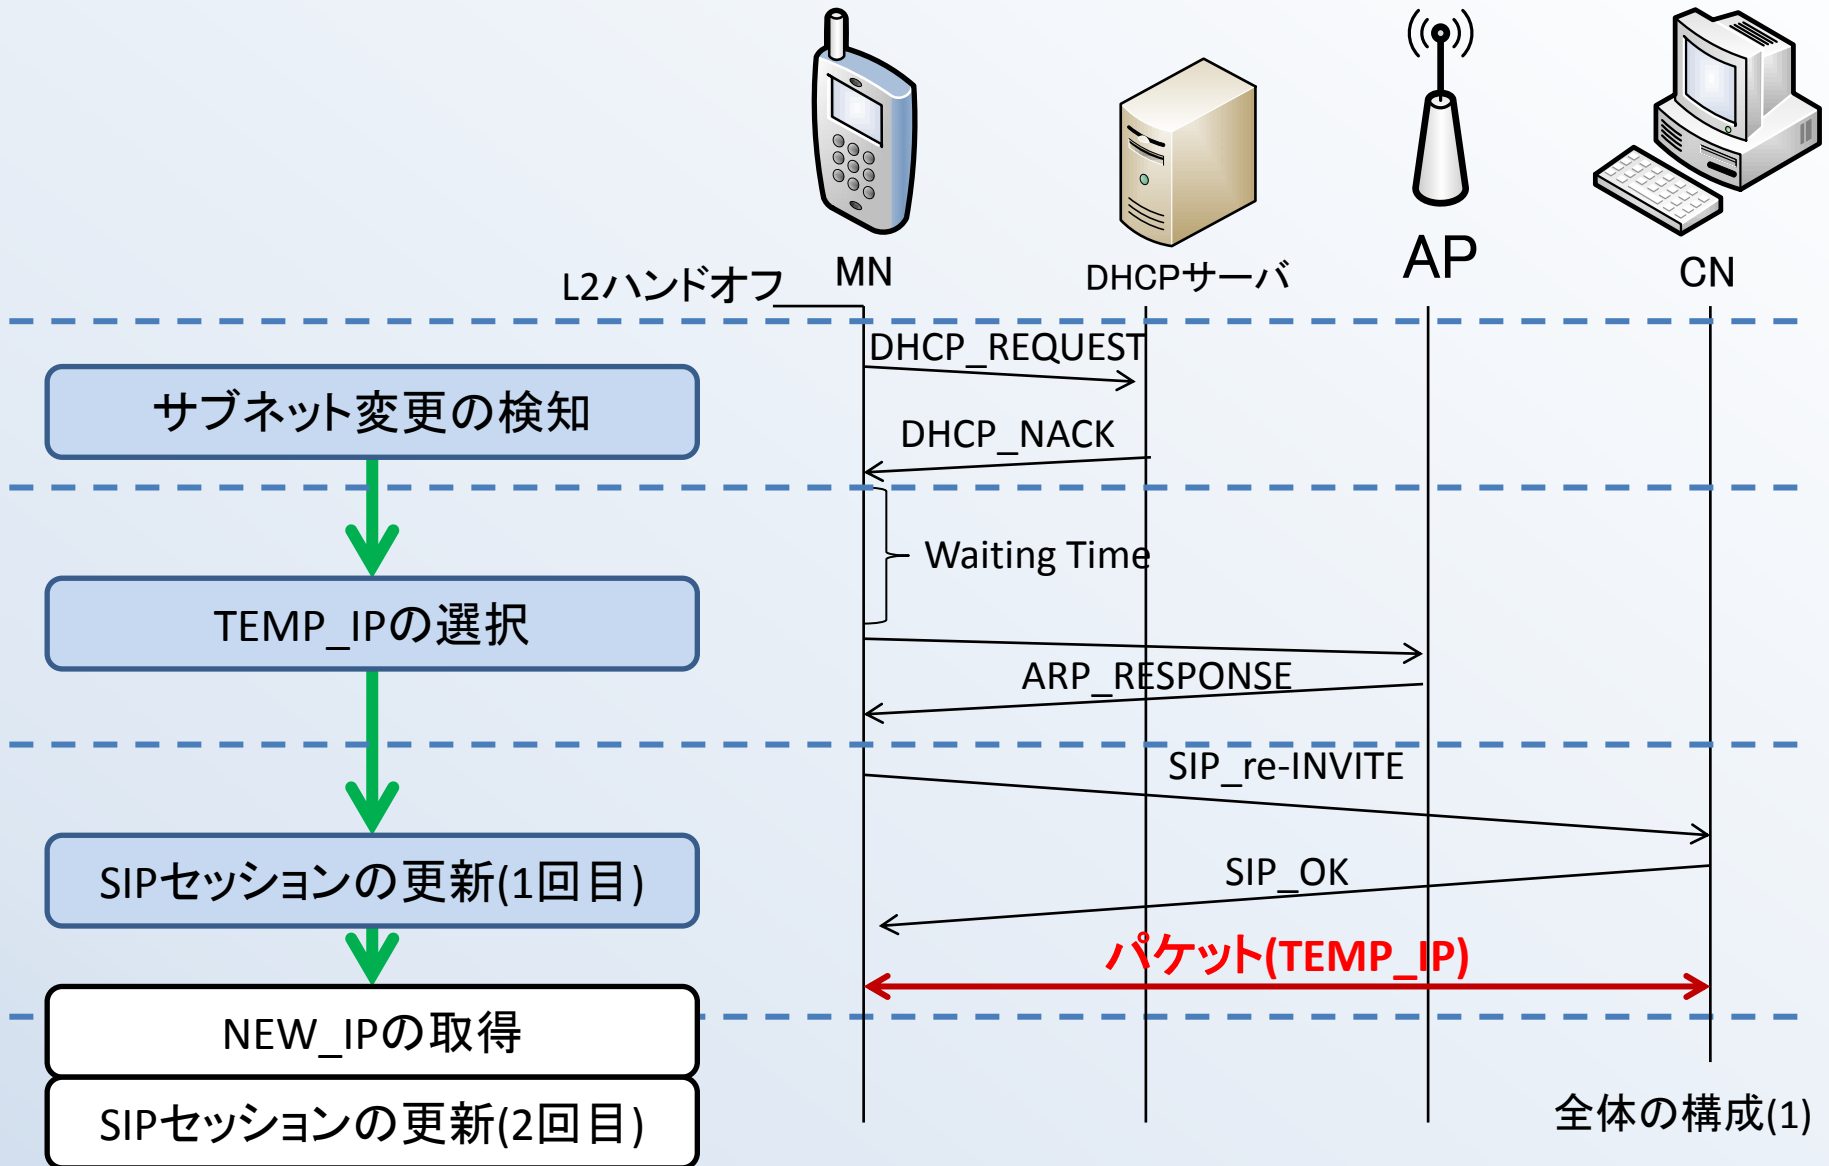 MN
DHCPサーバ
AP
CN
L2ハンドオフ
DHCP_REQUEST
サブネット変更の検知
DHCP_NACK
Waiting Time
TEMP_IPの選択
ARP_RESPONSE
SIP_re-INVITE
SIPセッションの更新(1回目)
SIP_OK
パケット(TEMP_IP)
NEW_IPの取得
SIPセッションの更新(2回目)
全体の構成(1)